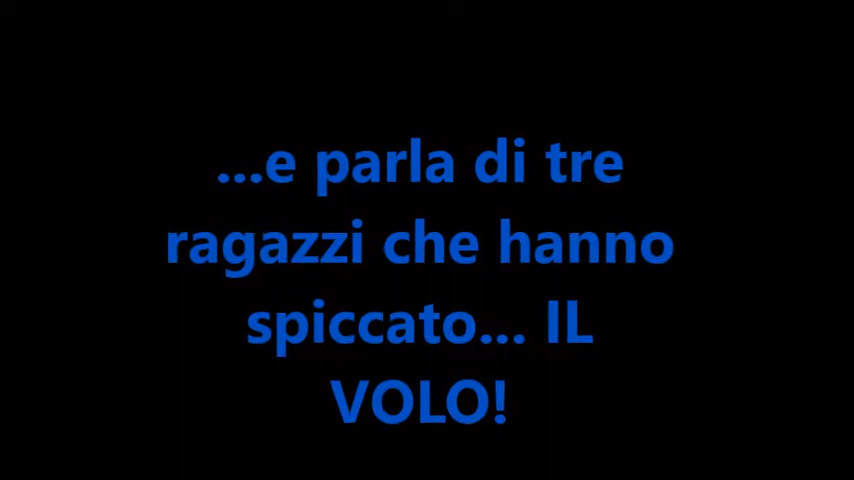 ...e parla di tre
ragazzi che hanno
spiccato... IL
VOLO!